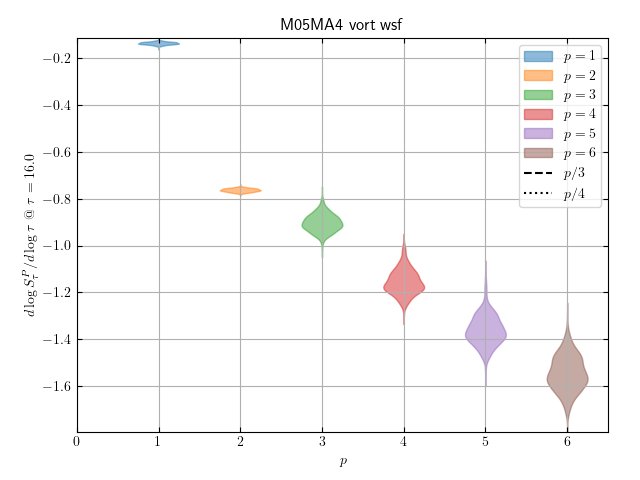 M05MA4 vort wsf
d log S_τ^P / d log τ @ τ = 16.0
−0.2
−0.4
−0.6
−0.8
−1.0
−1.2
−1.4
−1.6
0 1 2 3 4 5 6
p
p = 1
p = 2
p = 3
p = 4
p = 5
p = 6
p/3
p/4